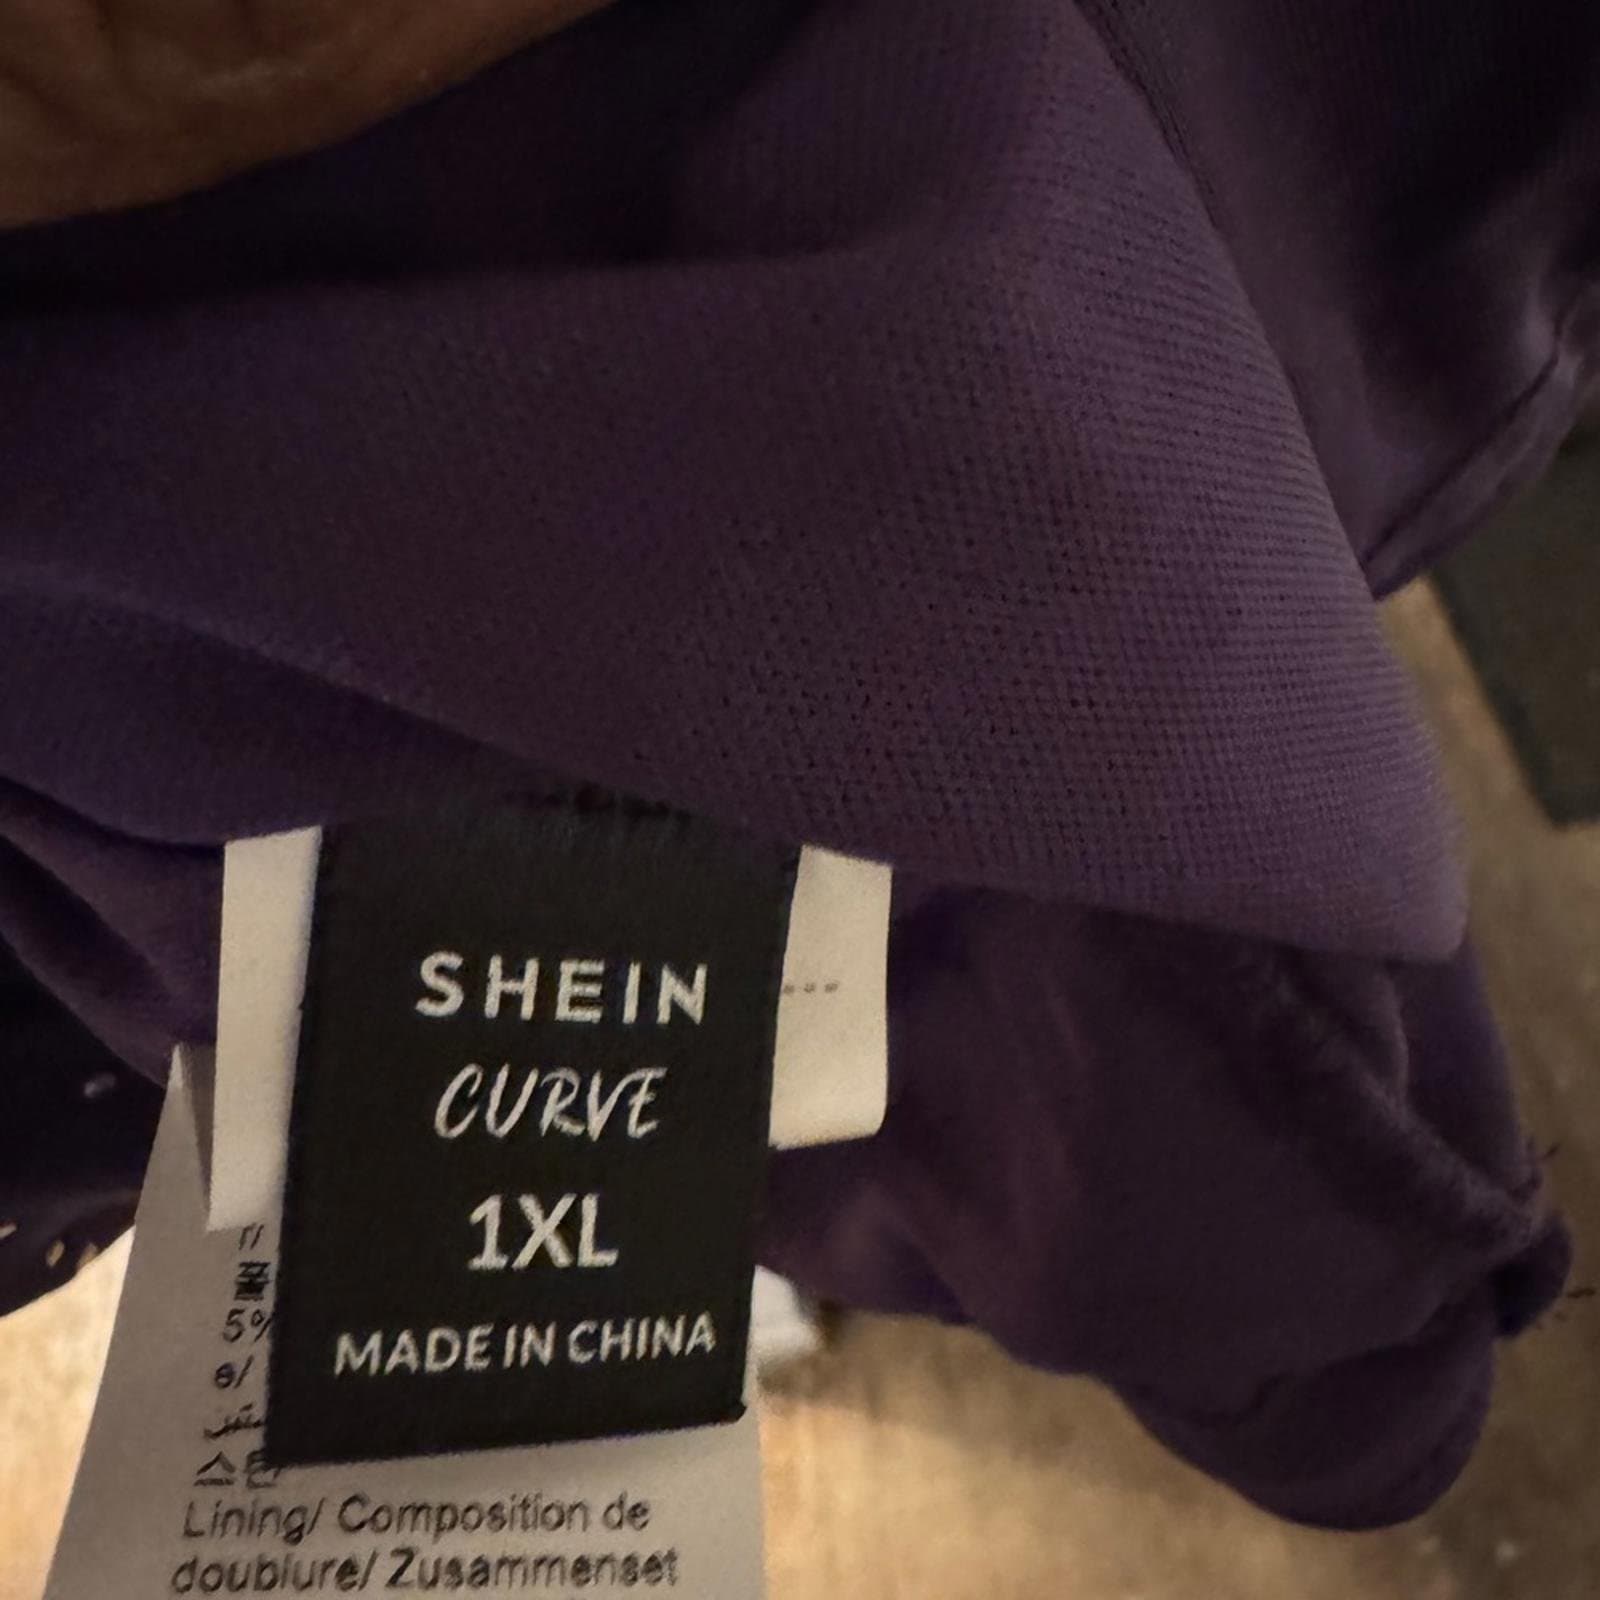 SHEIN
CURVE
1XL
MADE IN CHINA
5%
e/
Lining/ Composition de
doublure/ Zusammenset